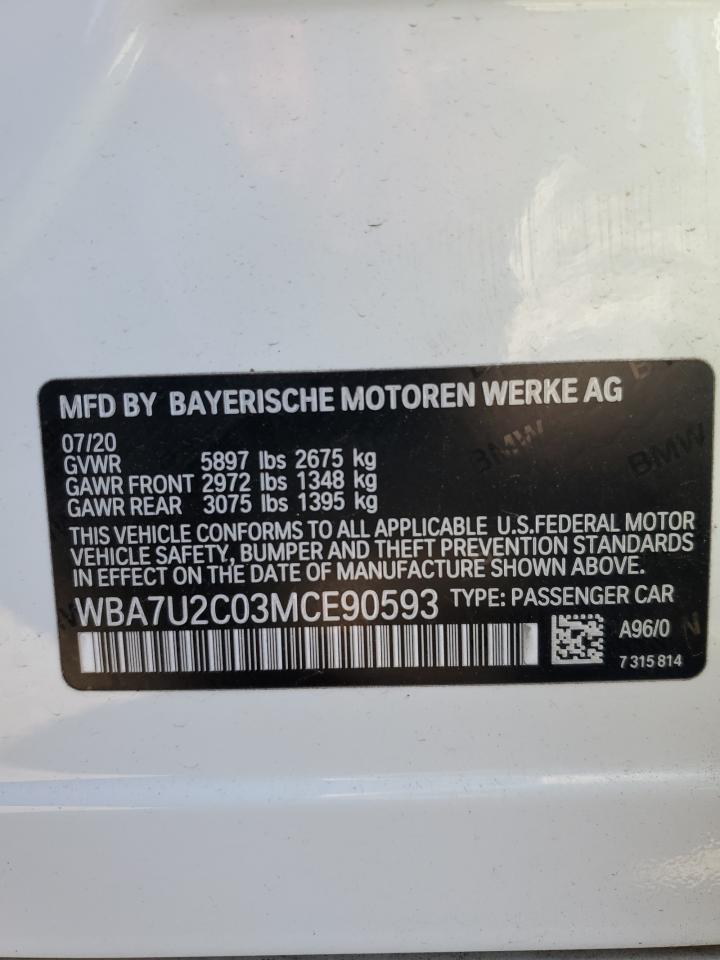 MFD BY BAYERISCHE MOTOREN WERKE AG
07/20
GVWR 5897 lbs 2675 kg
GAWR FRONT 2972 lbs 1348 kg
GAWR REAR 3075 lbs 1395 kg
THIS VEHICLE CONFORMS TO ALL APPLICABLE U.S.FEDERAL MOTOR
VEHICLE SAFETY, BUMPER AND THEFT PREVENTION STANDARDS
IN EFFECT ON THE DATE OF MANUFACTURE SHOWN ABOVE.
WBA7U2C03MCE90593 TYPE: PASSENGER CAR
A96/0
7 315 814
BMW
BMW